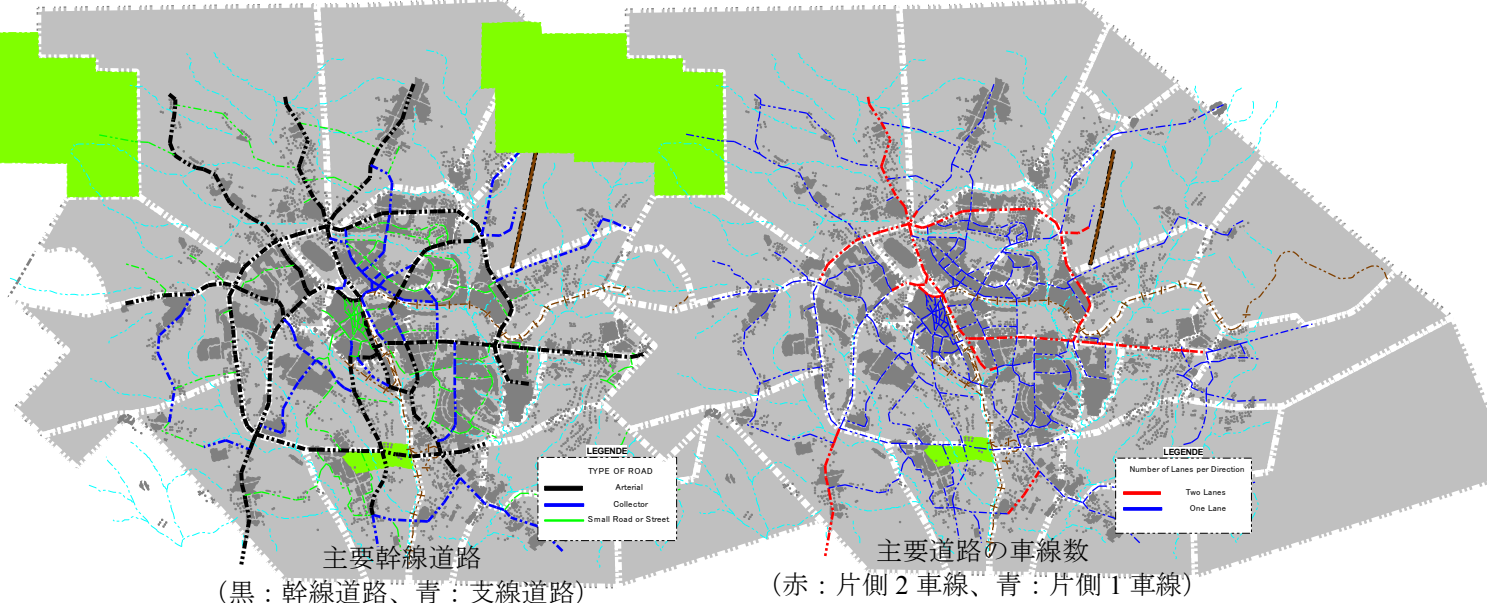 LEGENDE
TYPE OF ROAD
Arterial
Collector
Small Road or Street
主要幹線道路
（黒：幹線道路、青：支線道路）
LEGENDE
Number of Lanes per Direction
Two Lanes
One Lane
主要道路の車線数
（赤：片側 2 車線、青：片側 1 車線）